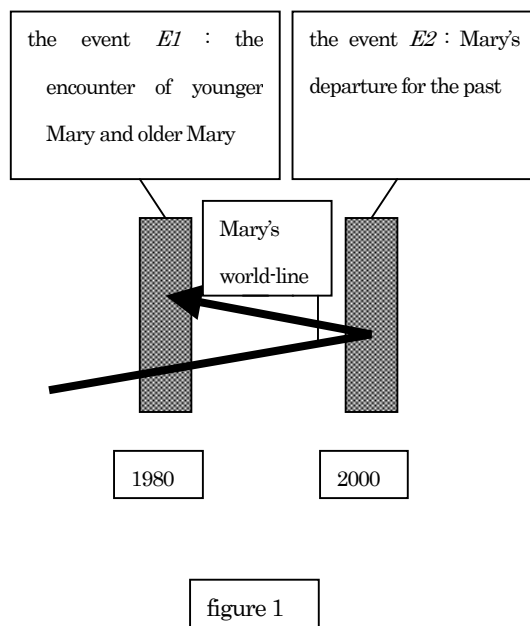 the event E1 : the
encounter of younger
Mary and older Mary
the event E2 : Mary's
departure for the past
Mary's
world-line
1980
2000
figure 1